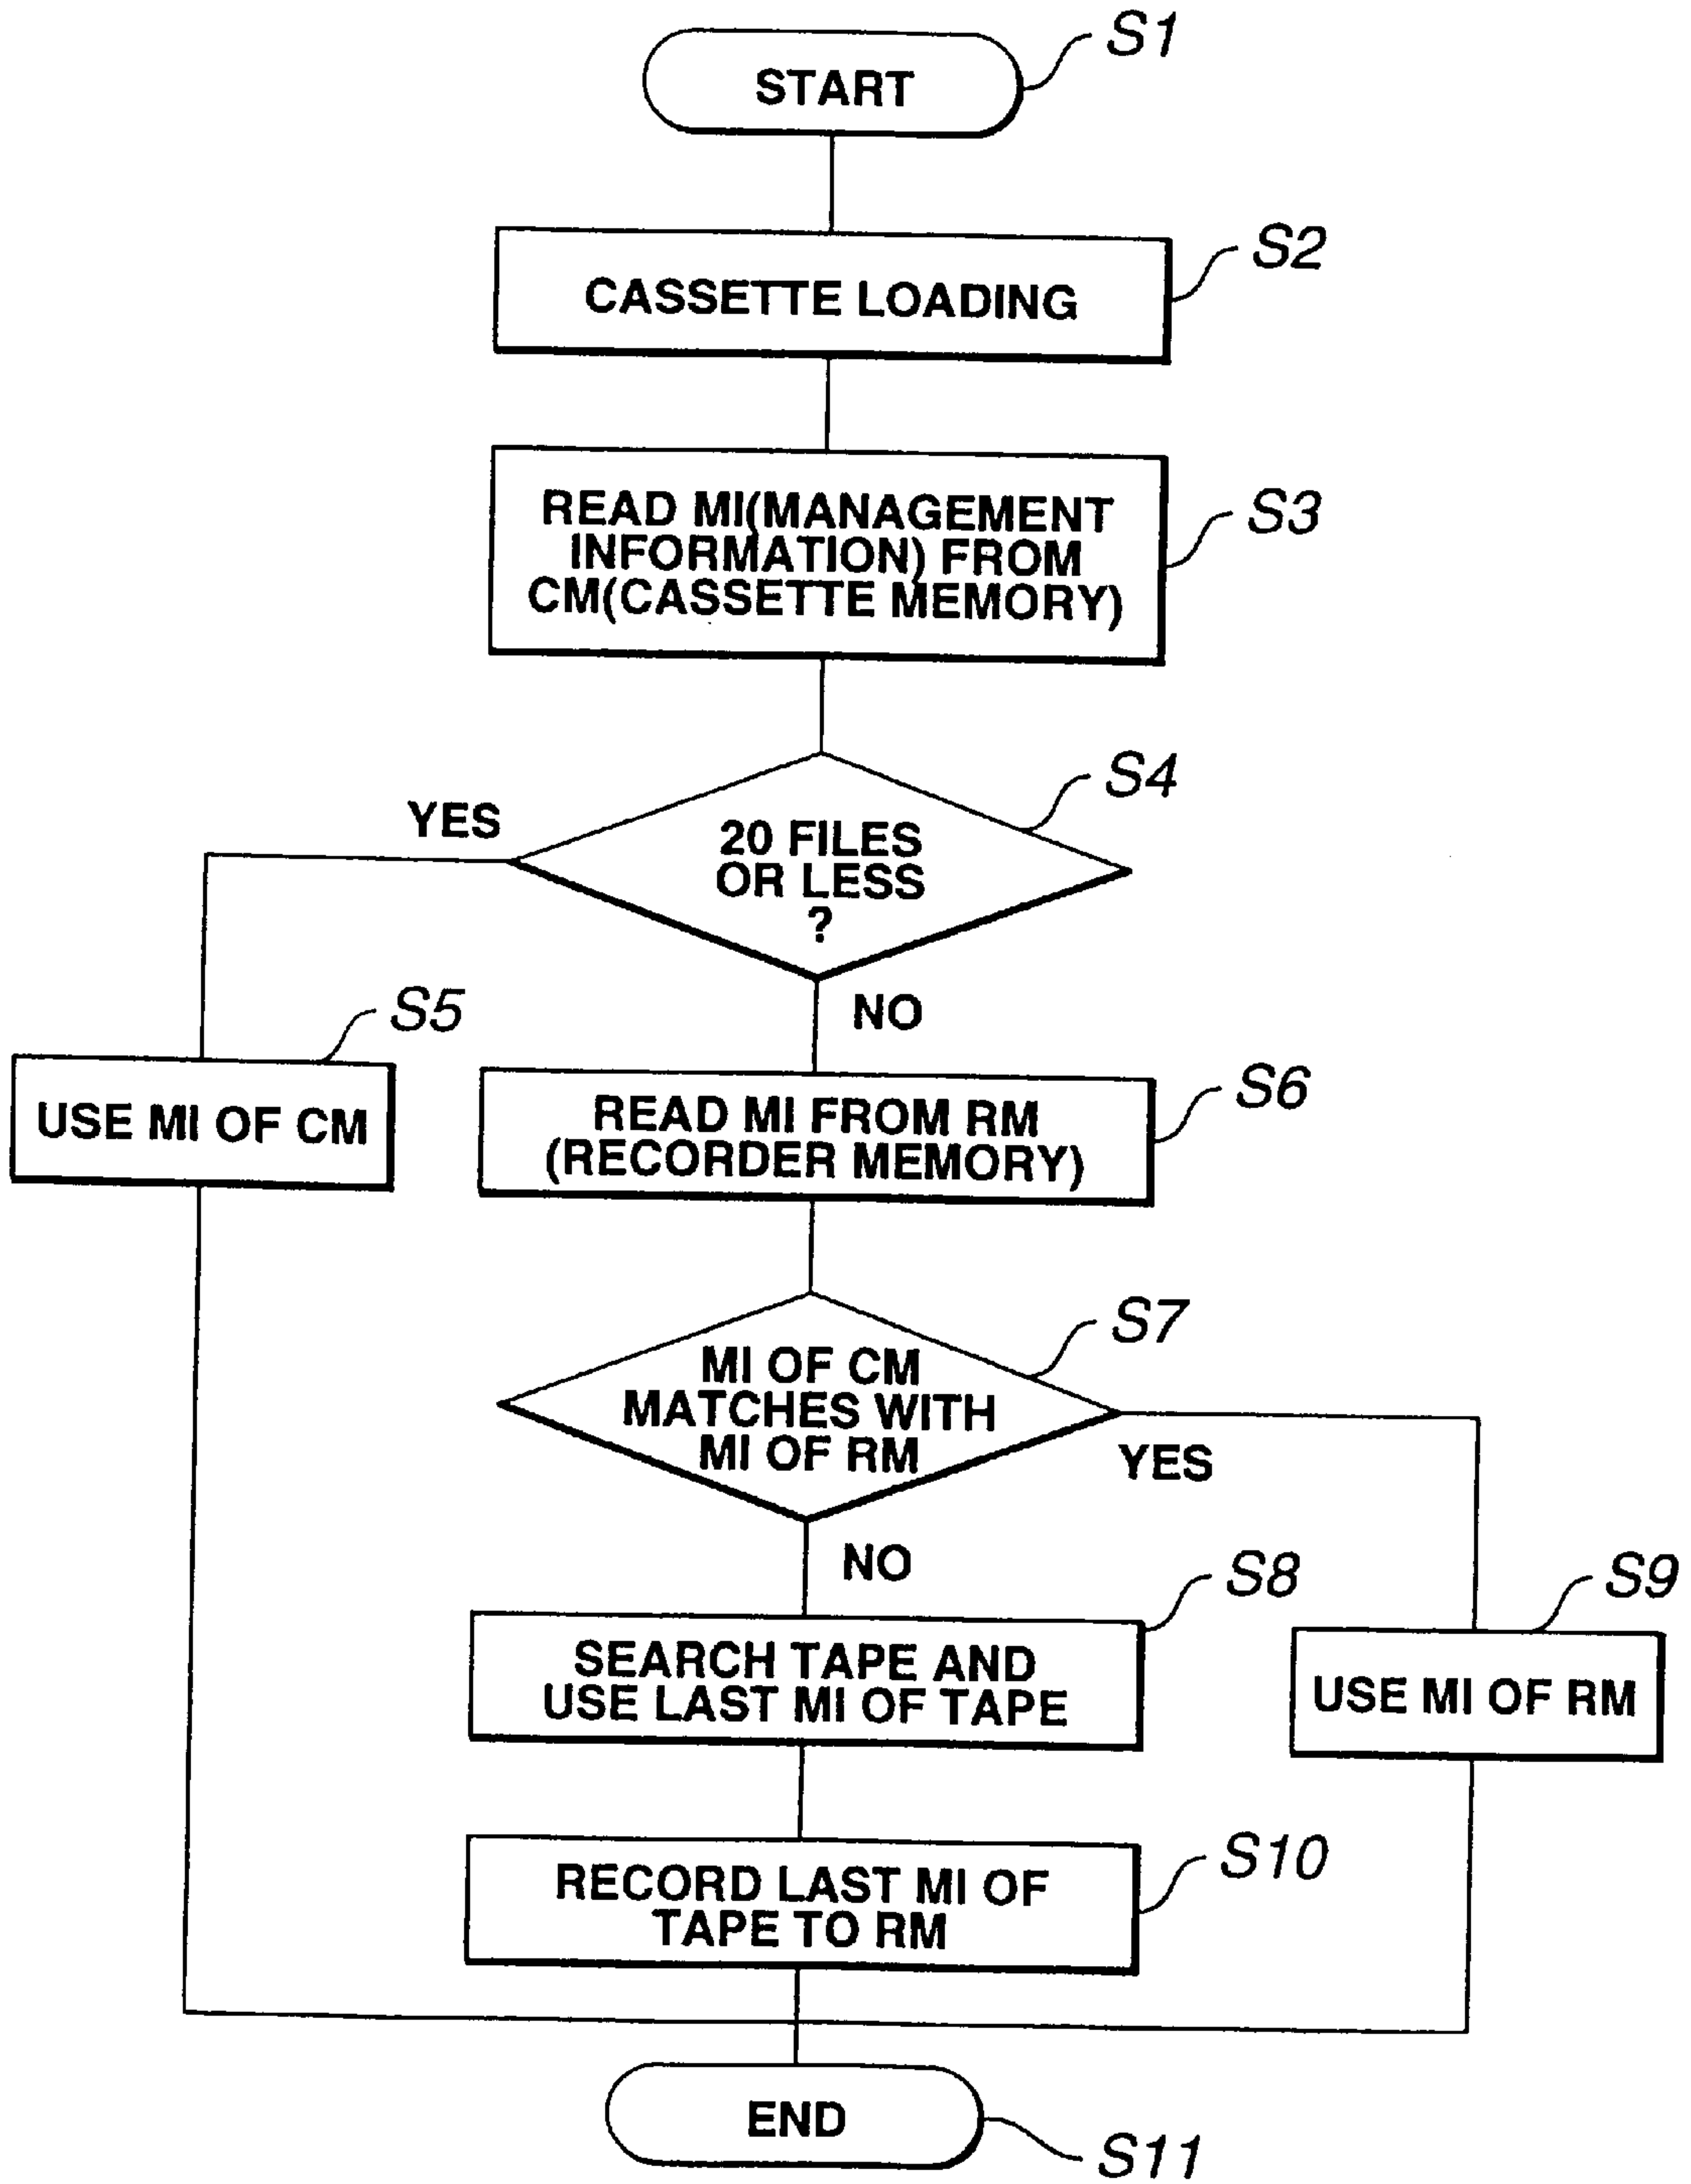 START
S1
CASSETTE LOADING
S2
READ MI(MANAGEMENT
INFORMATION) FROM
CM(CASSETTE MEMORY)
S3
20 FILES
OR LESS
?
S4
YES
NO
USE MI OF CM
S5
READ MI FROM RM
(RECORDER MEMORY)
S6
MI OF CM
MATCHES WITH
MI OF RM
S7
YES
NO
SEARCH TAPE AND
USE LAST MI OF TAPE
S8
USE MI OF RM
S9
RECORD LAST MI OF
TAPE TO RM
S10
END
S11